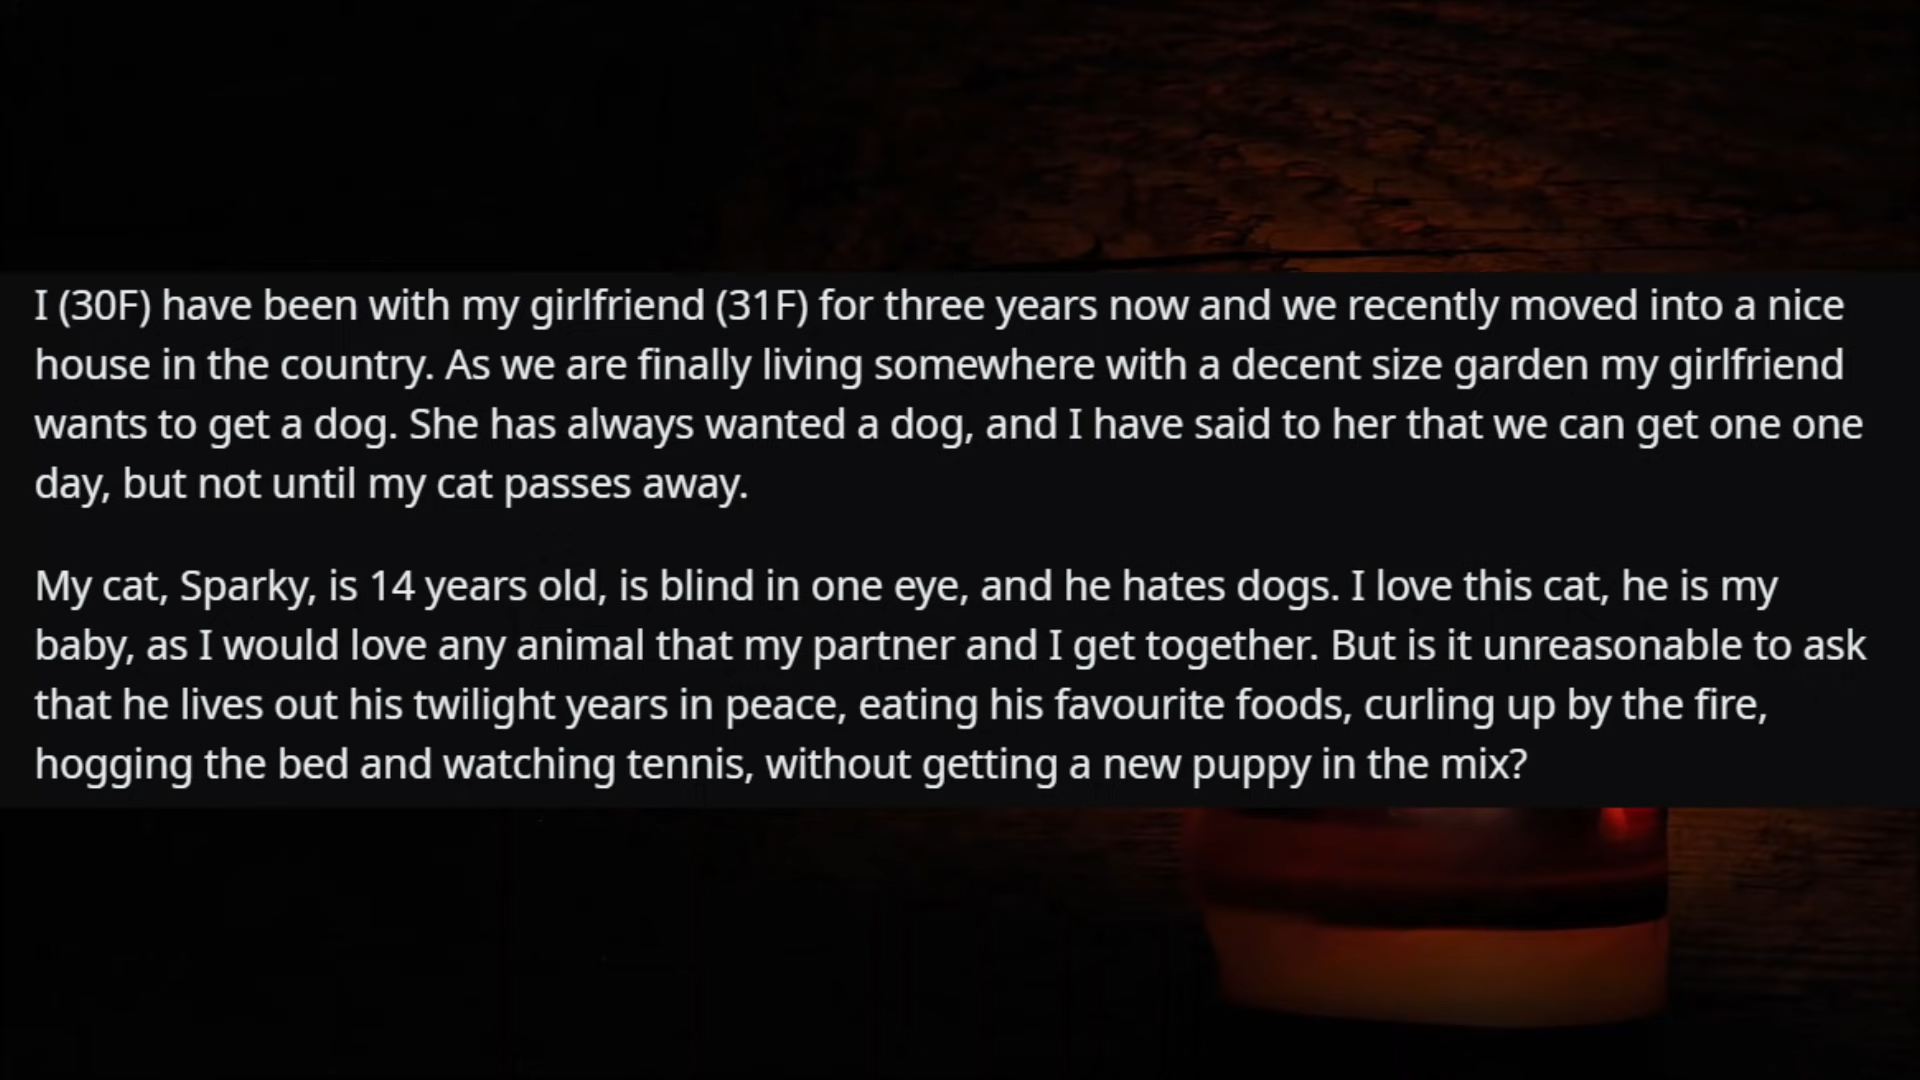 I (30F) have been with my girlfriend (31F) for three years now and we recently moved into a nice
house in the country. As we are finally living somewhere with a decent size garden my girlfriend
wants to get a dog. She has always wanted a dog, and I have said to her that we can get one one
day, but not until my cat passes away.
My cat, Sparky, is 14 years old, is blind in one eye, and he hates dogs. I love this cat, he is my
baby, as I would love any animal that my partner and I get together. But is it unreasonable to ask
that he lives out his twilight years in peace, eating his favourite foods, curling up by the fire,
hogging the bed and watching tennis, without getting a new puppy in the mix?